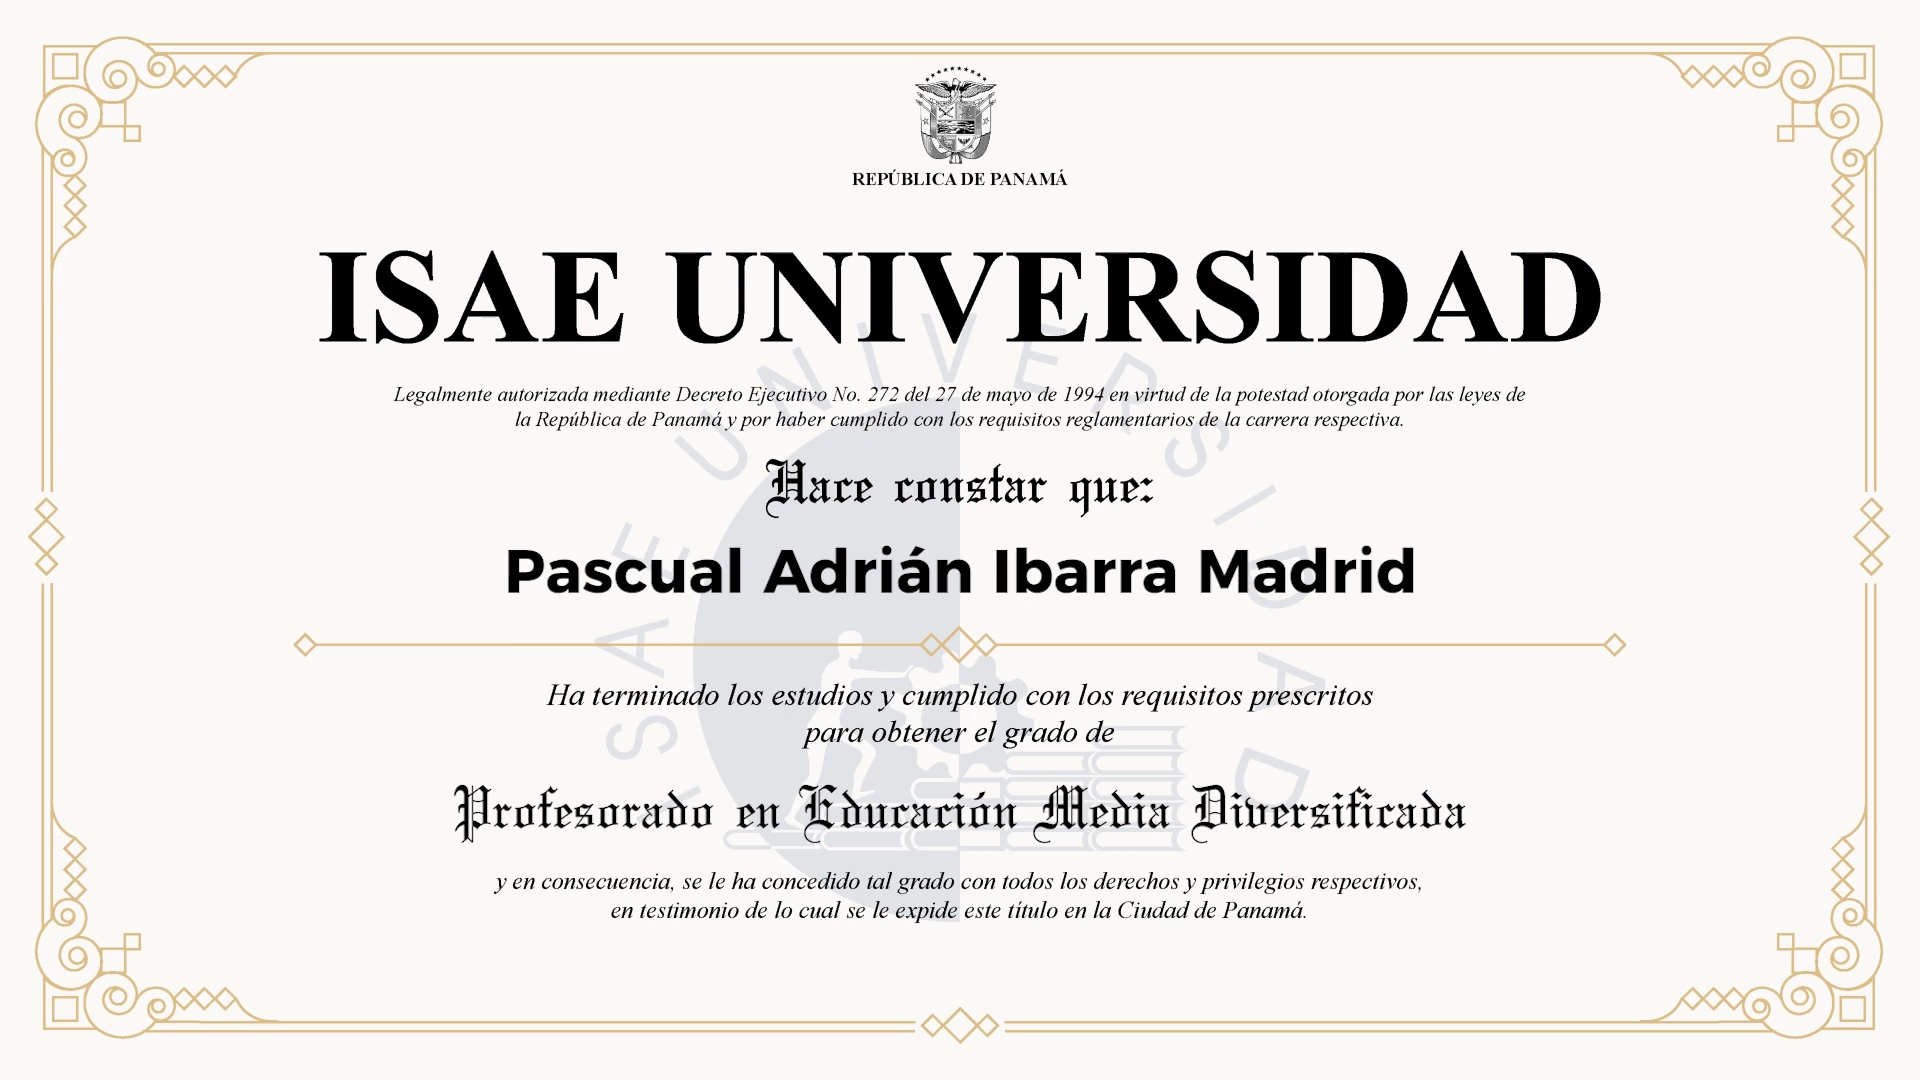 REPÚBLICA DE PANAMÁ
ISAE UNIVERSIDAD
Legalmente autorizada mediante Decreto Ejecutivo No. 272 del 27 de mayo de 1994 en virtud de la potestad otorgada por las leyes de
la República de Panamá y por haber cumplido con los requisitos reglamentarios de la carrera respectiva.
Hace constar que:
Pascual Adrián Ibarra Madrid
Ha terminado los estudios y cumplido con los requisitos prescritos
para obtener el grado de
Profesorado en Educación Media Diversificada
y en consecuencia, se le ha concedido tal grado con todos los derechos y privilegios respectivos,
en testimonio de lo cual se le expide este título en la Ciudad de Panamá.
ISAE UNIVERSIDAD